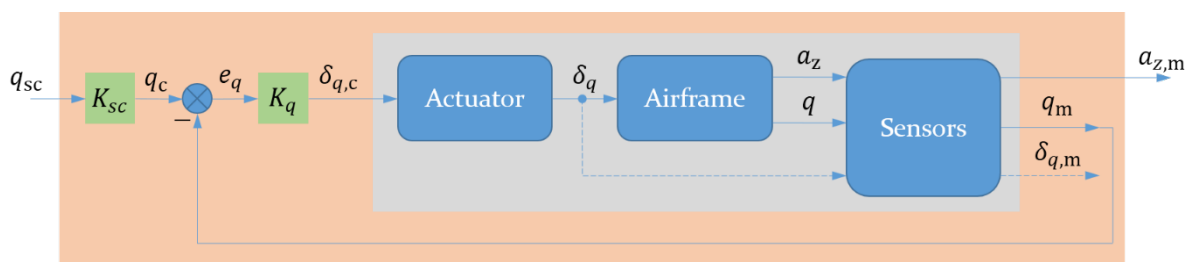 q_sc
K_sc
q_c
−
e_q
K_q
δ_q,c
Actuator
δ_q
Airframe
a_z
q
Sensors
a_z,m
q_m
δ_q,m